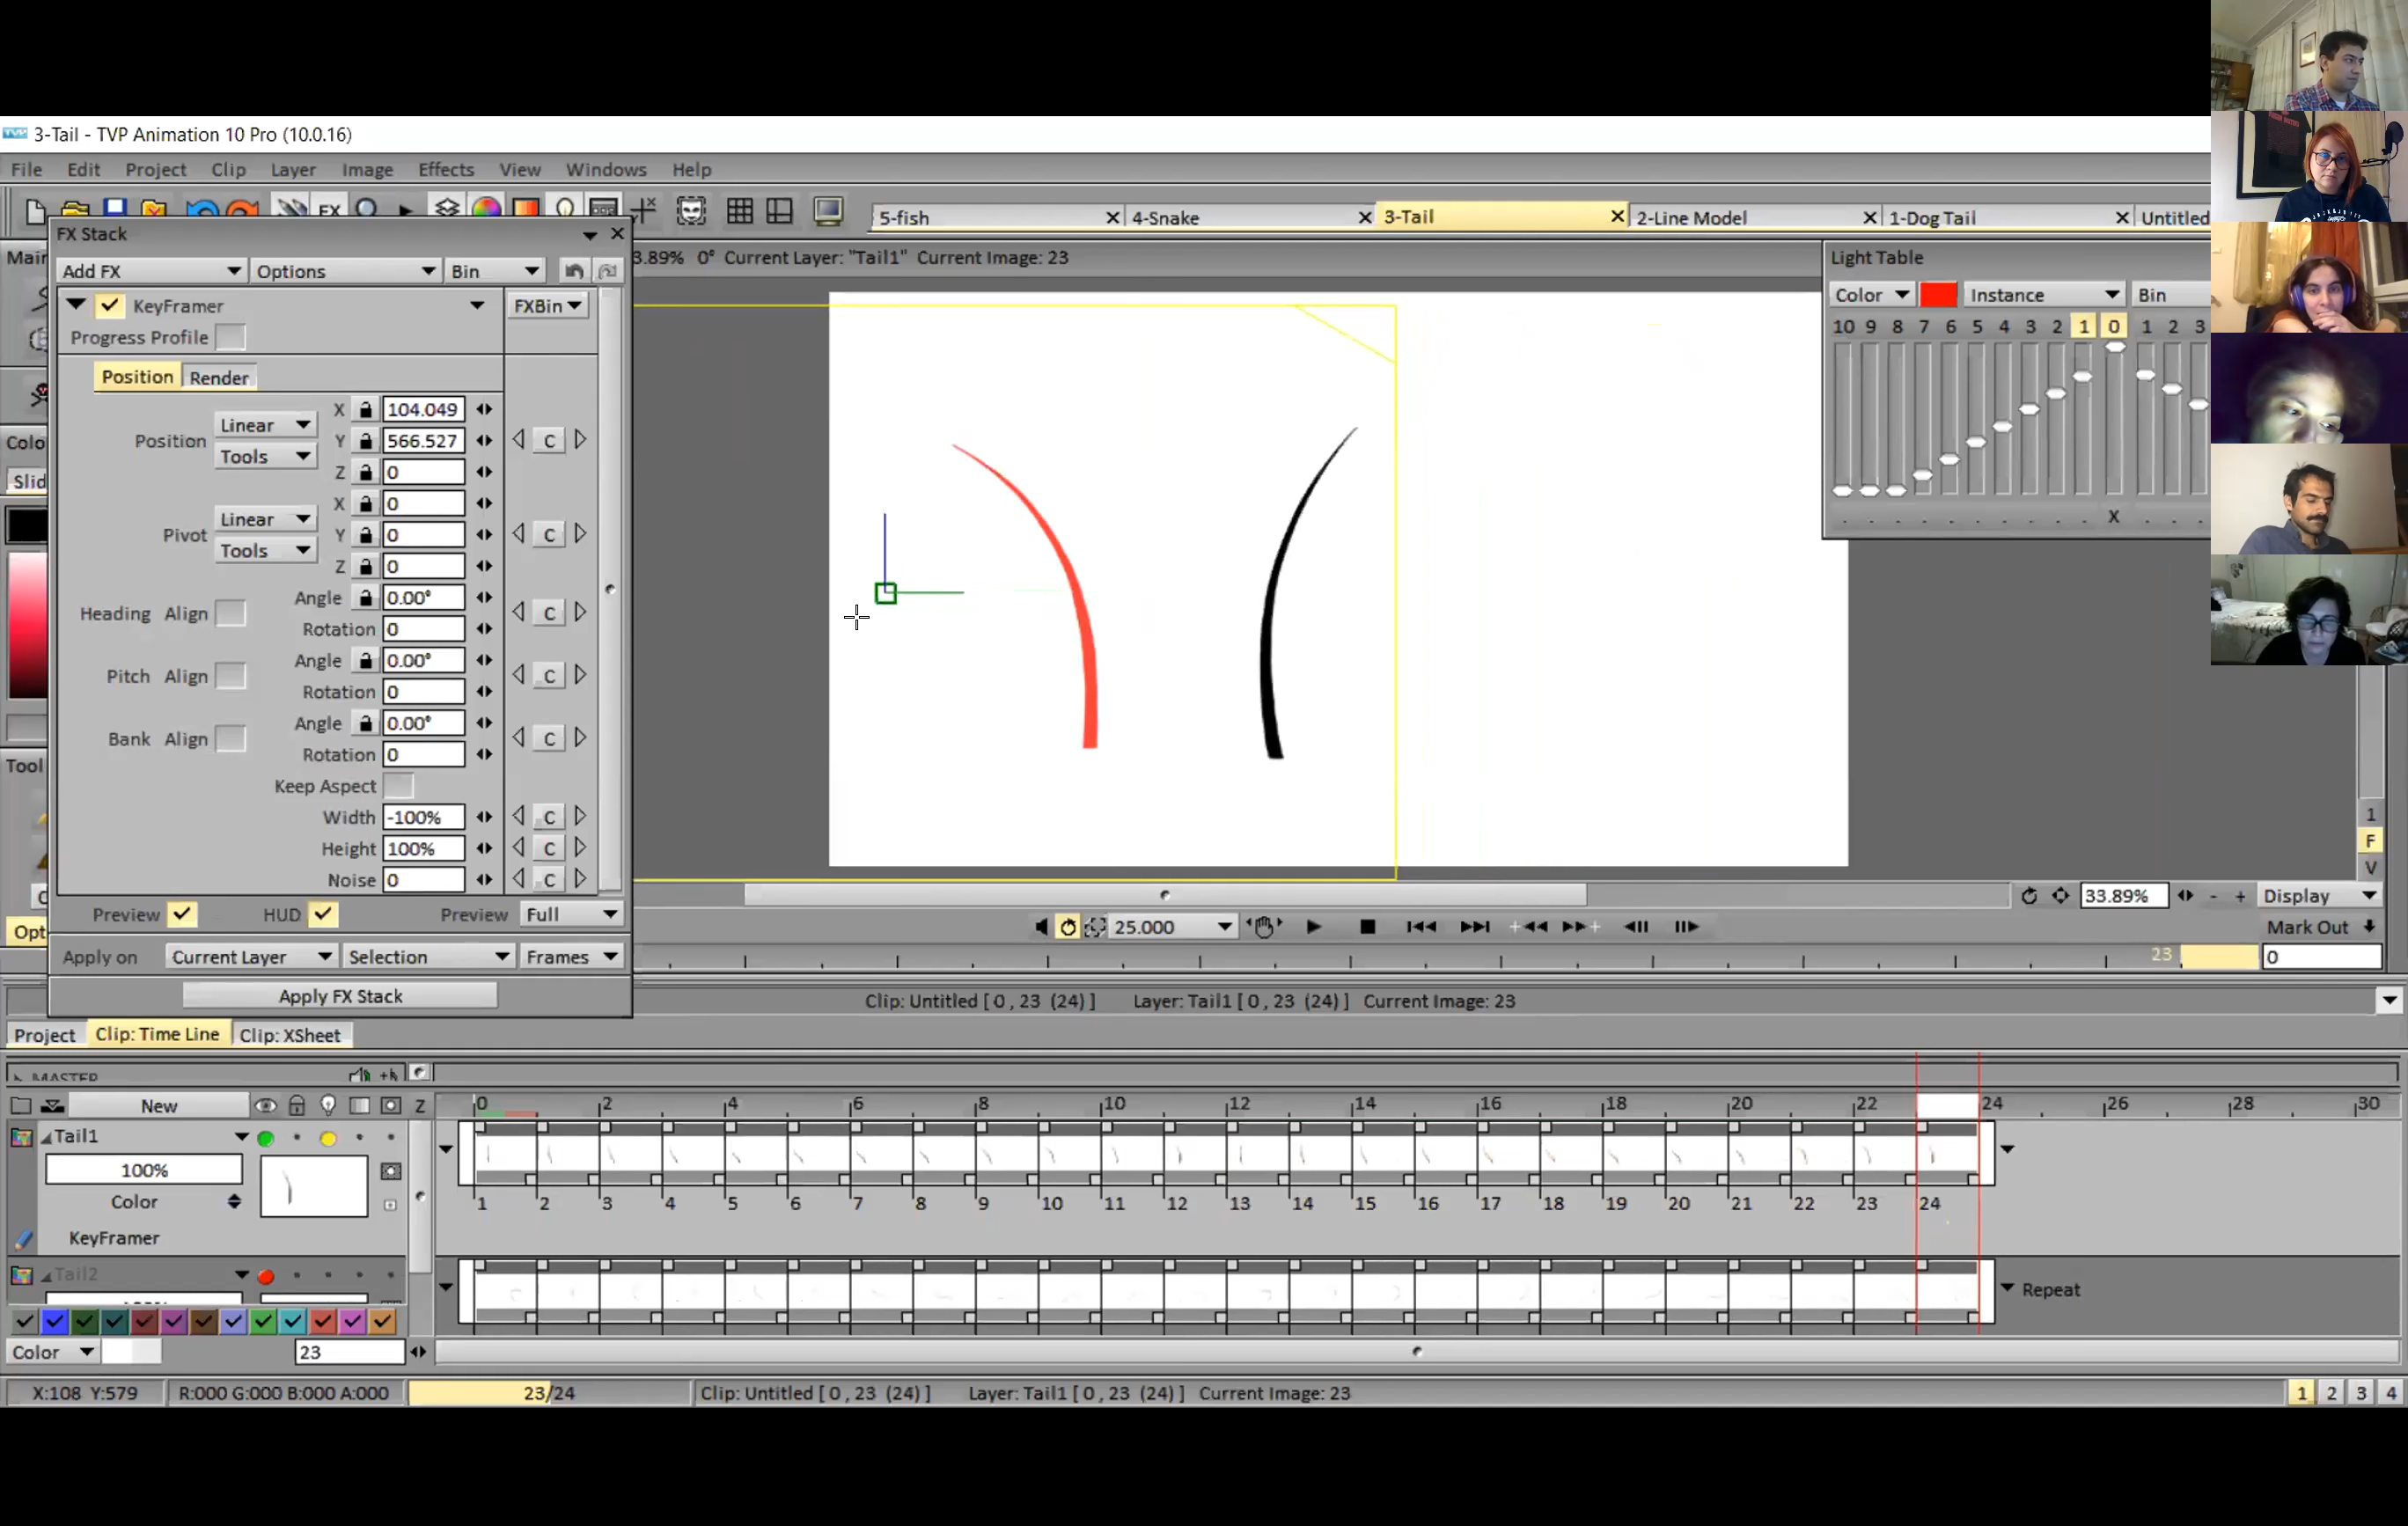 3-Tail - TVP Animation 10 Pro (10.0.16)
File Edit Project Clip Layer Image Effects View Windows Help
FX
5-fish 4-Snake 3-Tail 2-Line Model 1-Dog Tail Untitled
FX Stack
Add FX Options Bin
3.89% 0° Current Layer: "Tail1" Current Image: 23
Light Table
Main
KeyFramer FXBin
Color Instance Bin
Progress Profile
10 9 8 7 6 5 4 3 2 1 0 1 2 3
Position Render
X 104.049
Position Linear Y 566.527 C
Tools Z 0
X 0
Pivot Linear Y 0 C
Tools Z 0
X
Angle 0.00°
Heading Align C
Rotation 0
Angle 0.00°
Pitch Align C
Rotation 0
Angle 0.00°
Bank Align C
Rotation 0
Keep Aspect
Width -100% C
Height 100% C
Noise 0 C
Colo
Slid
Tool
Opt
1
F
V
Preview HUD Preview Full
33.89% - + Display
25.000
Mark Out
Apply on Current Layer Selection Frames
23 0
Apply FX Stack
Clip: Untitled [ 0 , 23 (24) ] Layer: Tail1 [ 0 , 23 (24) ] Current Image: 23
Project Clip: Time Line Clip: XSheet
MASTER
New Z 0 2 4 6 8 10 12 14 16 18 20 22 24 26 28 30
Tail1
100%
Color 1 2 3 4 5 6 7 8 9 10 11 12 13 14 15 16 17 18 19 20 21 22 23 24
KeyFramer
Tail2
Repeat
Color 23
X:108 Y:579 R:000 G:000 B:000 A:000 23/24 Clip: Untitled [ 0 , 23 (24) ] Layer: Tail1 [ 0 , 23 (24) ] Current Image: 23 1 2 3 4